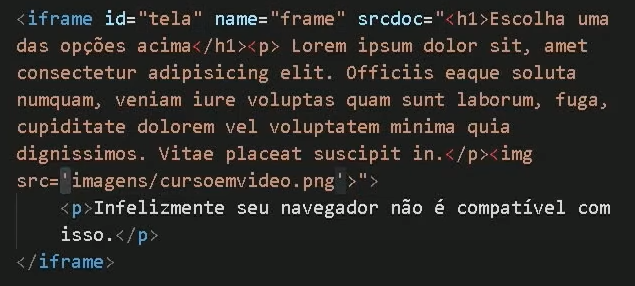 <iframe id="tela" name="frame" srcdoc="<h1>Escolha uma
das opções acima</h1><p> Lorem ipsum dolor sit, amet
consectetur adipisicing elit. Officiis eaque soluta
numquam, veniam iure voluptas quam sunt laborum, fuga,
cupiditate dolorem vel voluptatem minima quia
dignissimos. Vitae placeat suscipit in.</p><img
src='imagens/cursoemvideo.png'>">
<p>Infelizmente seu navegador não é compatível com
isso.</p>
</iframe>